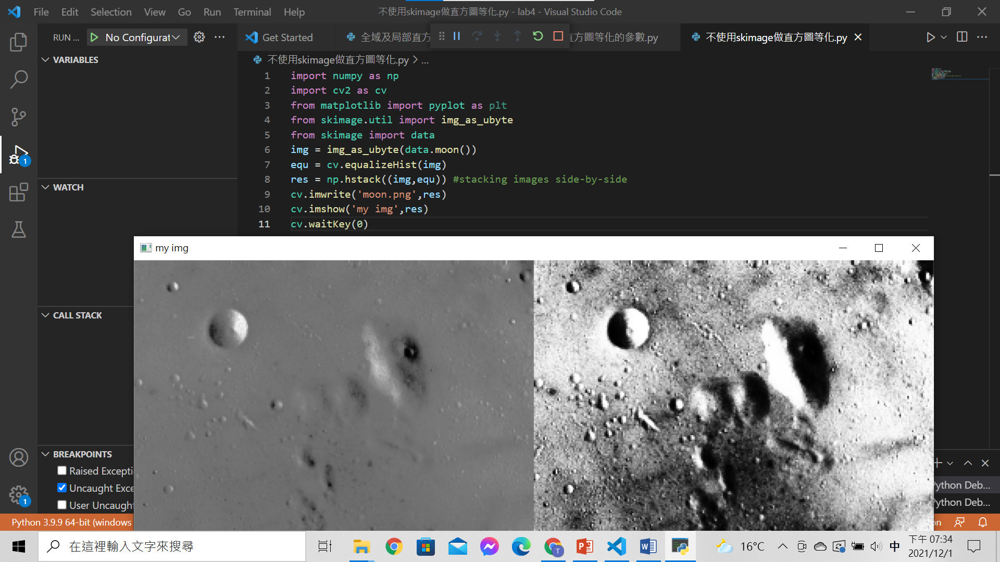 File Edit Selection View Go Run Terminal Help
不使用skimage做直方圖等化.py - lab4 - Visual Studio Code
RUN ... No Configurat
Get Started
全域及局部直方
直方圖等化的參數.py
不使用skimage做直方圖等化.py
VARIABLES
WATCH
CALL STACK
BREAKPOINTS
Raised Excepti
Uncaught Exce
User Uncaught
不使用skimage做直方圖等化.py > ...
1 import numpy as np
2 import cv2 as cv
3 from matplotlib import pyplot as plt
4 from skimage.util import img_as_ubyte
5 from skimage import data
6 img = img_as_ubyte(data.moon())
7 equ = cv.equalizeHist(img)
8 res = np.hstack((img,equ)) #stacking images side-by-side
9 cv.imwrite('moon.png',res)
10 cv.imshow('my img',res)
11 cv.waitKey(0)
my img
Python Deb...
Python Deb...
1
1
Python 3.9.9 64-bit (windows
on
在這裡輸入文字來搜尋
T
16°C
中
下午 07:34
2021/12/1